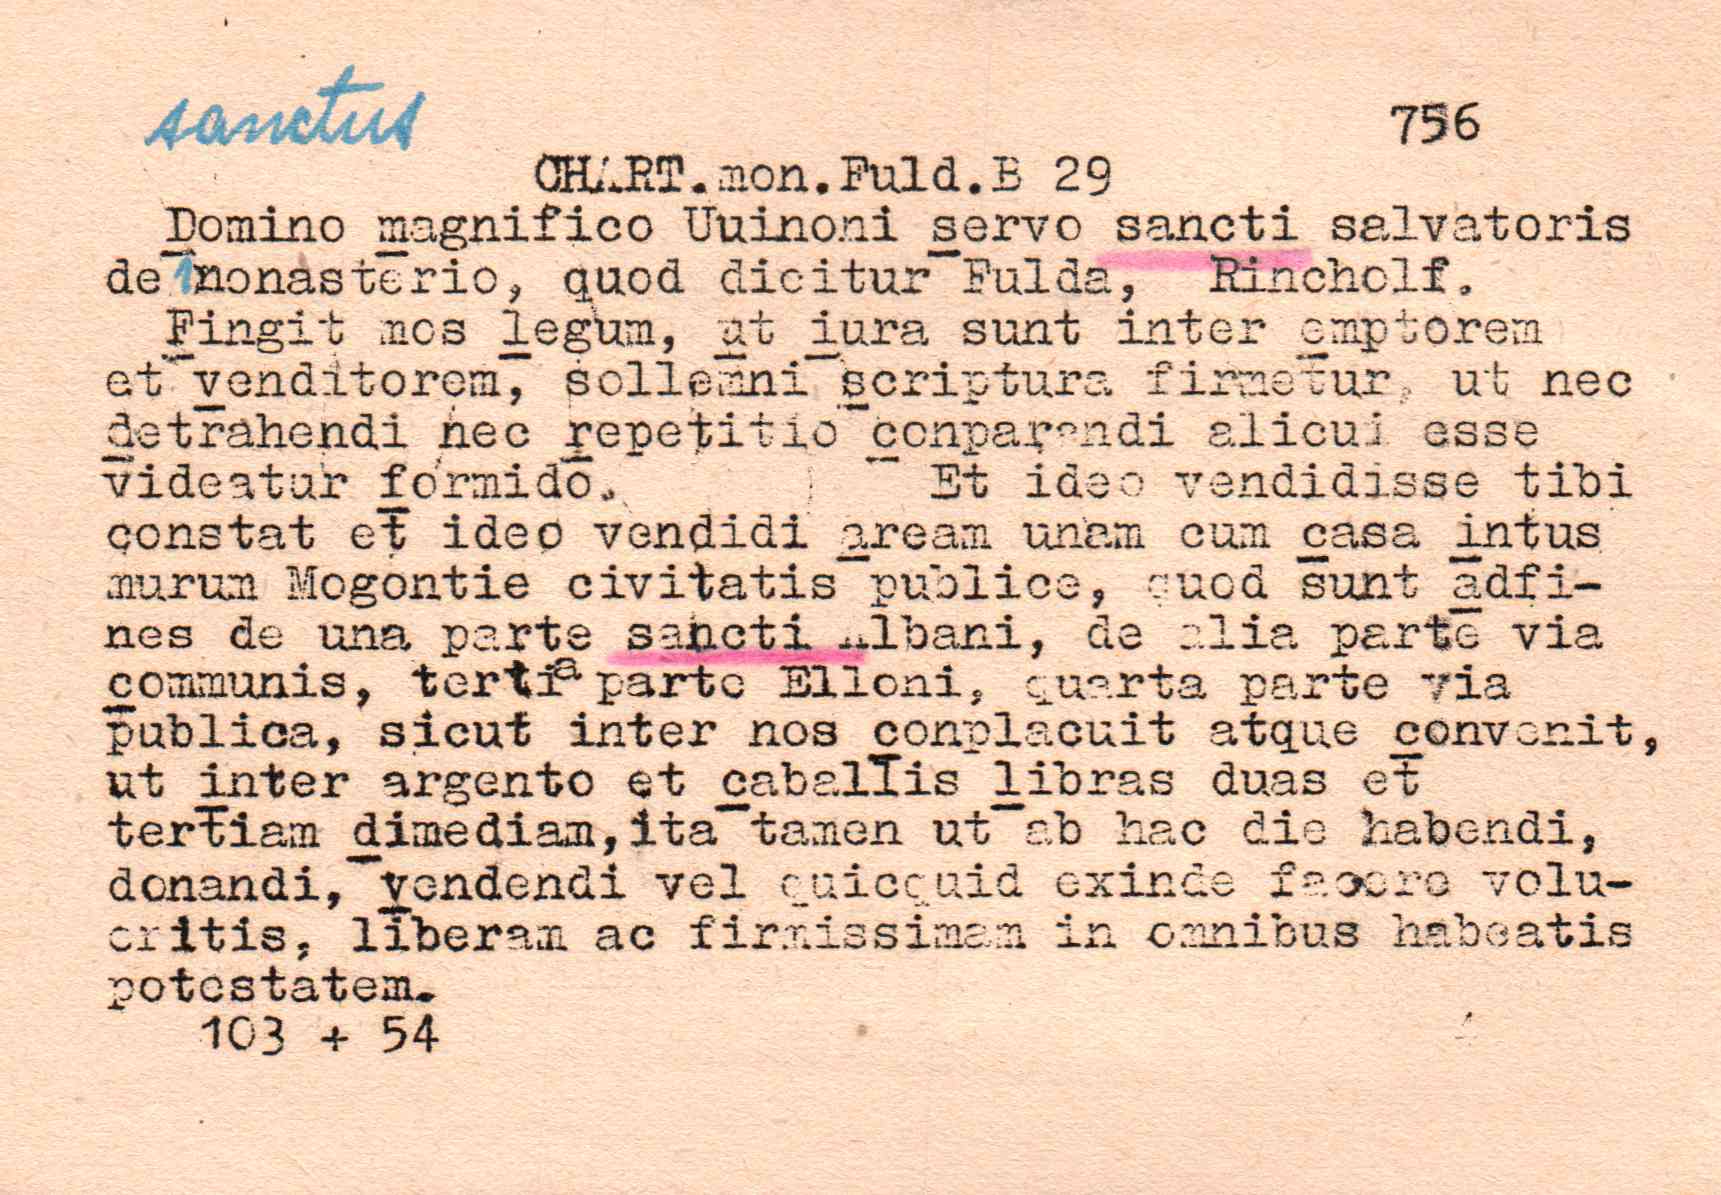 sanctus
756
CHART.mon.Fuld.B 29
Domino magnifico Uuinoni servo sancti salvatoris
de monasterio, quod dicitur Fulda, Rincholf.
Fingit mos legum, ut iura sunt inter emptorem
et venditorem, sollemni scriptura firmetur, ut nec
detrahendi nec repetitio conparandi alicui esse
videatur formido. Et ideo vendidisse tibi
constat et ideo vendidi aream unam cum casa intus
murum Mogontie civitatis publice, quod sunt adfi-
nes de una parte sancti Albani, de alia parte via
communis, tertia parte Elloni, quarta parte via
publica, sicut inter nos conplacuit atque convenit,
ut inter argento et caballis libras duas et
tertiam dimediam, ita tamen ut ab hac die habendi,
donandi, vendendi vel quicquid exinde facere volu-
eritis, liberam ac firmissimam in omnibus habeatis
potestatem.
103 + 54